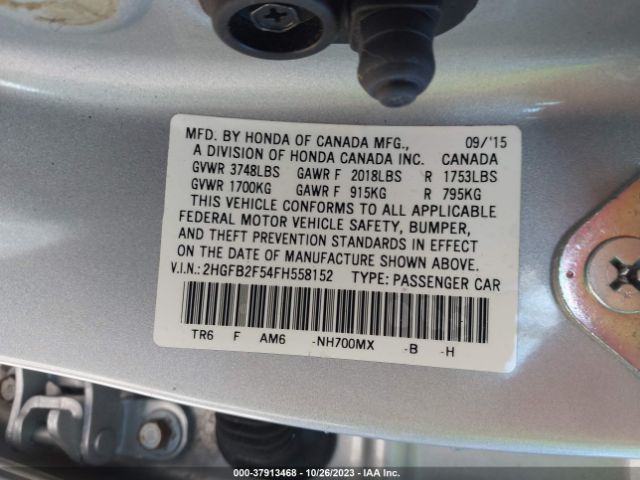 MFD. BY HONDA OF CANADA MFG., 09/'15
A DIVISION OF HONDA CANADA INC. CANADA
GVWR 3748LBS GAWR F 2018LBS R 1753LBS
GVWR 1700KG GAWR F 915KG R 795KG
THIS VEHICLE CONFORMS TO ALL APPLICABLE
FEDERAL MOTOR VEHICLE SAFETY, BUMPER,
AND THEFT PREVENTION STANDARDS IN EFFECT
ON THE DATE OF MANUFACTURE SHOWN ABOVE.
V.I.N.: 2HGFB2F54FH558152 TYPE: PASSENGER CAR
TR6 F AM6 -NH700MX -B -H
000-37913468 - 10/26/2023 - IAA Inc.